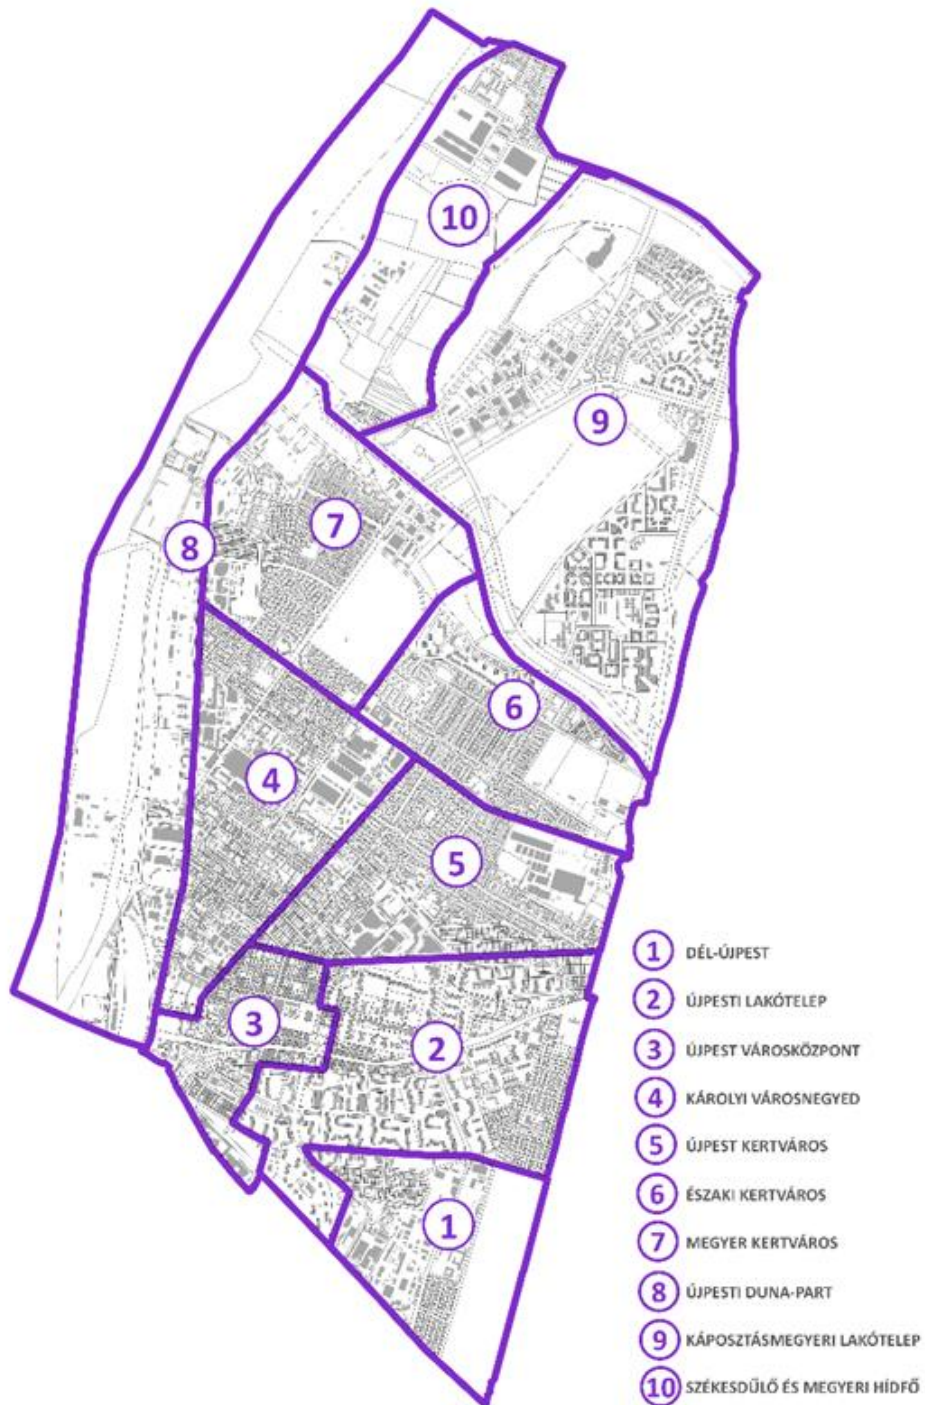 10
9
7
8
6
4
5
3
2
1
1 DÉL-ÚJPEST
2 ÚJPESTI LAKÓTELEP
3 ÚJPEST VÁROSKÖZPONT
4 KÁROLYI VÁROSNEGYED
5 ÚJPEST KERTVÁROS
6 ÉSZAKI KERTVÁROS
7 MEGYER KERTVÁROS
8 ÚJPESTI DUNA-PART
9 KÁPOSZTÁSMEGYERI LAKÓTELEP
10 SZÉKESDŰLŐ ÉS MEGYERI HÍDFŐ